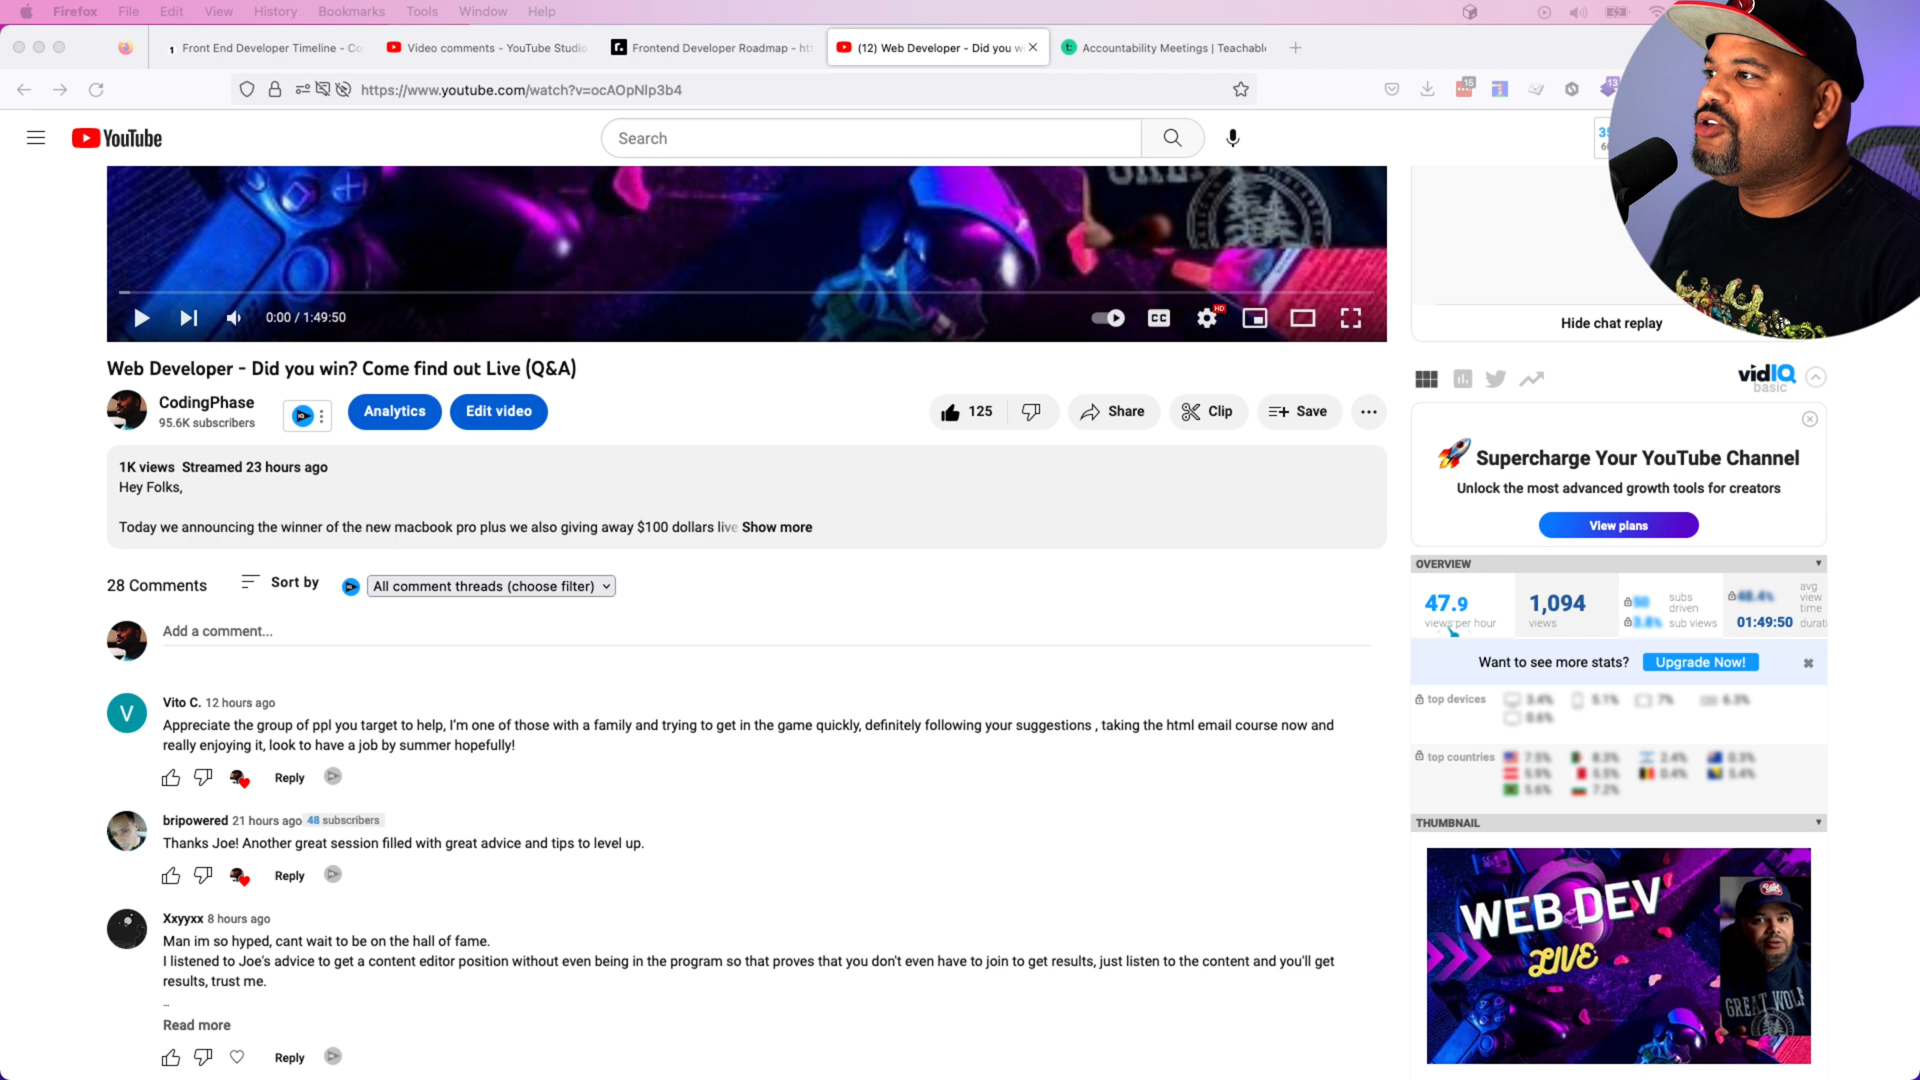 Firefox File Edit View History Bookmarks Tools Window Help
1 Front End Developer Timeline - Co
Video comments - YouTube Studio
r. Frontend Developer Roadmap - ht
(12) Web Developer - Did you w
t Accountability Meetings | Teachabl
https://www.youtube.com/watch?v=ocAOpNlp3b4
15
13
YouTube
Search
GREAT
0:00 / 1:49:50
CC
HD
Hide chat replay
Web Developer - Did you win? Come find out Live (Q&A)
CodingPhase
95.6K subscribers
Analytics
Edit video
125
Share
Clip
Save
vidIQ
basic
1K views Streamed 23 hours ago
Hey Folks,
Today we announcing the winner of the new macbook pro plus we also giving away $100 dollars live Show more
Supercharge Your YouTube Channel
Unlock the most advanced growth tools for creators
View plans
28 Comments
Sort by
All comment threads (choose filter)
Add a comment...
OVERVIEW
47.9
views per hour
1,094
views
subs
driven
sub views
avg
view
time
01:49:50
durati
Want to see more stats? Upgrade Now!
V
Vito C. 12 hours ago
Appreciate the group of ppl you target to help, I'm one of those with a family and trying to get in the game quickly, definitely following your suggestions , taking the html email course now and
really enjoying it, look to have a job by summer hopefully!
Reply
top devices
top countries
bripowered 21 hours ago 48 subscribers
Thanks Joe! Another great session filled with great advice and tips to level up.
Reply
THUMBNAIL
WEB DEV
LIVE
GREAT WOLF
Xxyyxx 8 hours ago
Man im so hyped, cant wait to be on the hall of fame.
I listened to Joe's advice to get a content editor position without even being in the program so that proves that you don't even have to join to get results, just listen to the content and you'll get
results, trust me.
...
Read more
Reply